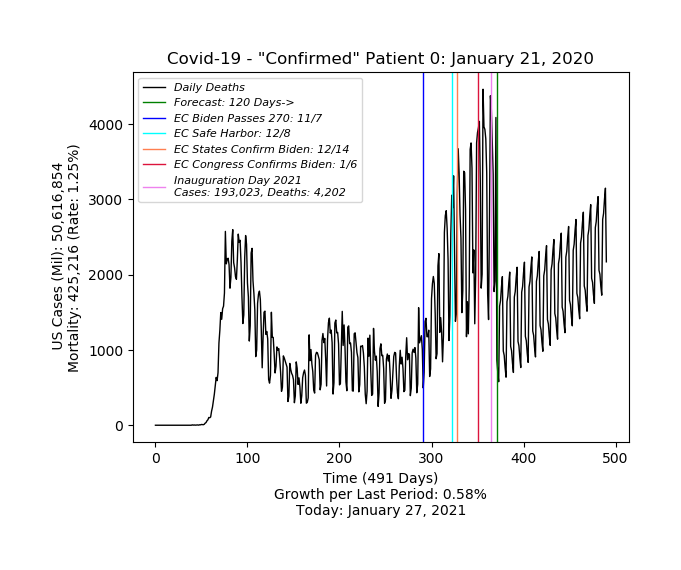 Covid-19 - "Confirmed" Patient 0: January 21, 2020
Daily Deaths
Forecast: 120 Days->
EC Biden Passes 270: 11/7
EC Safe Harbor: 12/8
EC States Confirm Biden: 12/14
EC Congress Confirms Biden: 1/6
Inauguration Day 2021
Cases: 193,023, Deaths: 4,202
US Cases (Mil): 50,616,854
Mortality: 425,216 (Rate: 1.25%)
4000
3000
2000
1000
0
0 100 200 300 400 500
Time (491 Days)
Growth per Last Period: 0.58%
Today: January 27, 2021